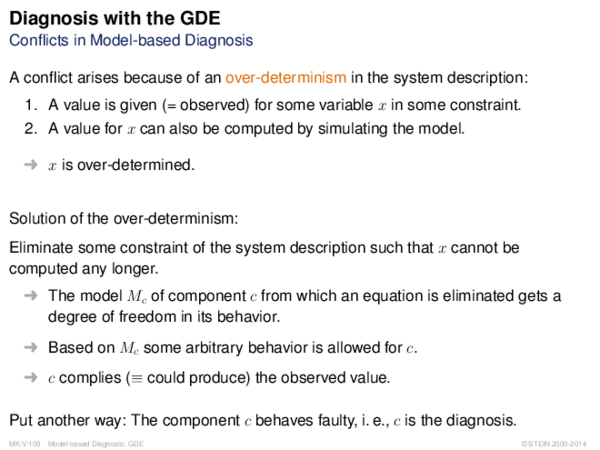 Diagnosis with the GDE
Conflicts in Model-based Diagnosis
A conflict arises because of an over-determinism in the system description:
1. A value is given (= observed) for some variable x in some constraint.
2. A value for x can also be computed by simulating the model.
➔ x is over-determined.
Solution of the over-determinism:
Eliminate some constraint of the system description such that x cannot be
computed any longer.
➔ The model M_c of component c from which an equation is eliminated gets a
degree of freedom in its behavior.
➔ Based on M_c some arbitrary behavior is allowed for c.
➔ c complies (≡ could produce) the observed value.
Put another way: The component c behaves faulty, i. e., c is the diagnosis.
MK:V-109 Model-based Diagnosis: GDE ©STEIN 2000-2014